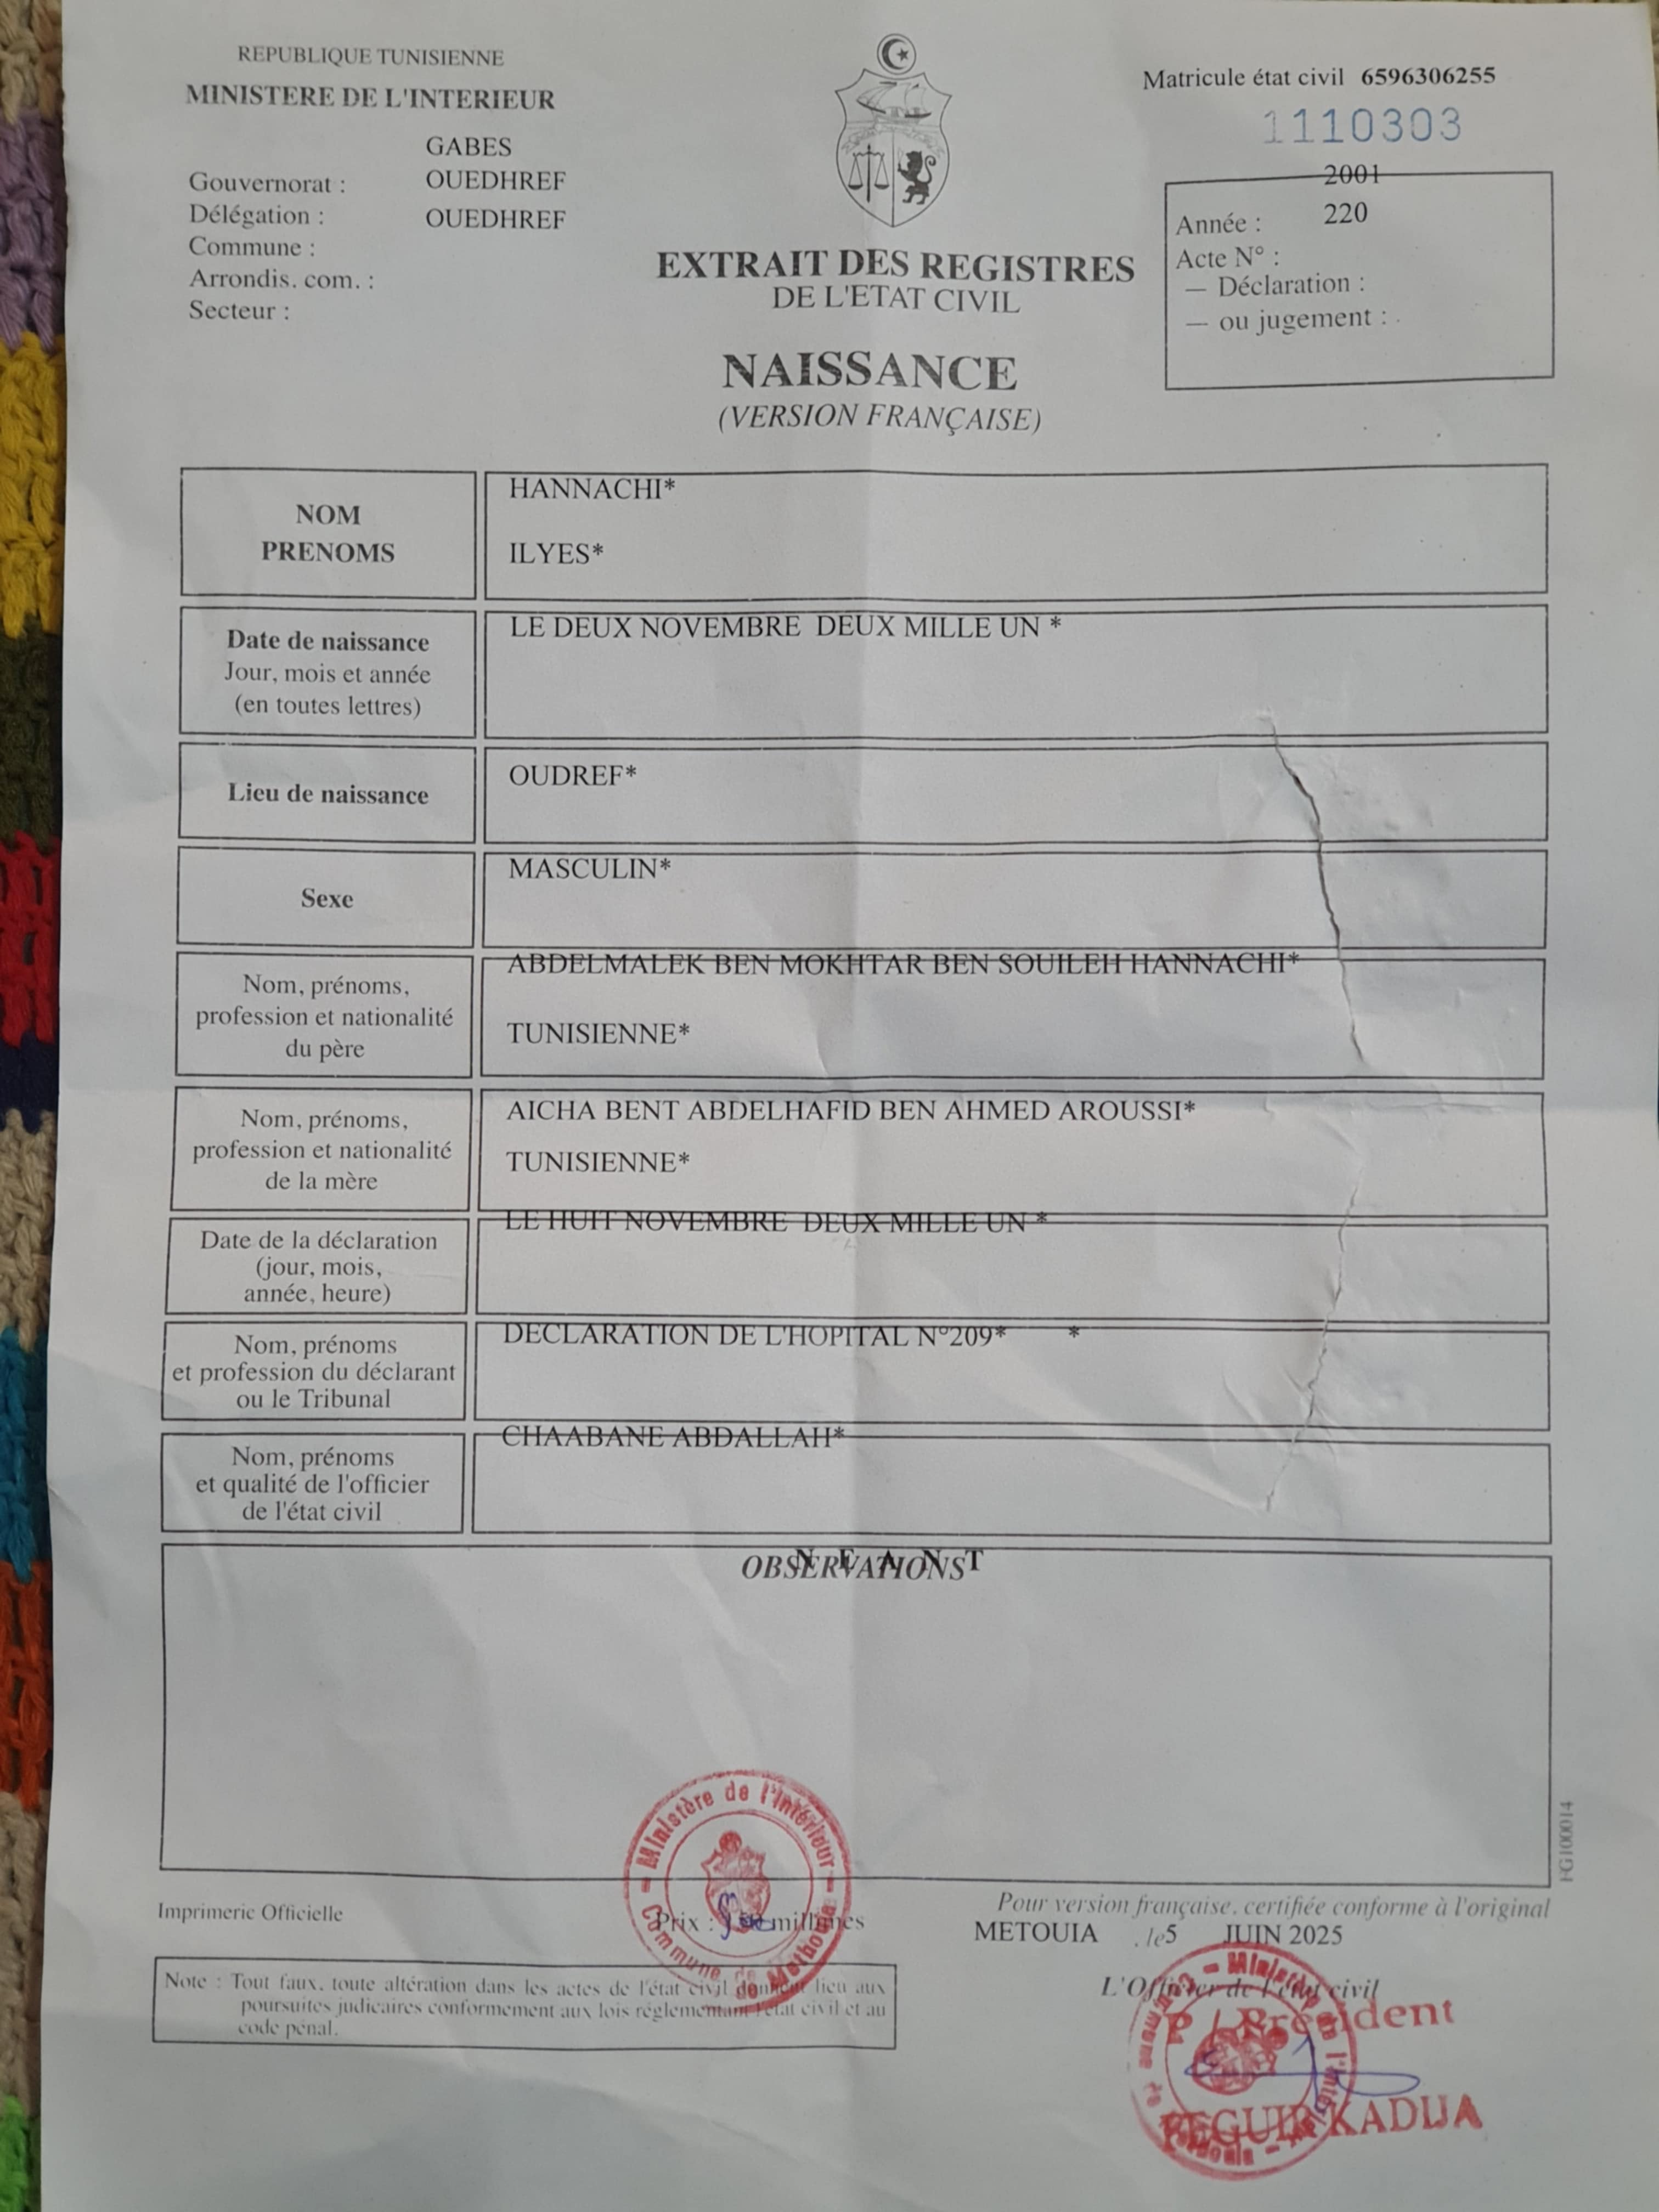 REPUBLIQUE TUNISIENNE
MINISTERE DE L'INTERIEUR
GABES
Gouvernorat : OUEDHREF
Délégation : OUEDHREF
Commune :
Arrondis. com. :
Secteur :
Matricule état civil 6596306255
1110303
2001
Année : 220
Acte N° :
— Déclaration :
— ou jugement :
EXTRAIT DES REGISTRES
DE L'ETAT CIVIL
NAISSANCE
(VERSION FRANÇAISE)
NOM
PRENOMS
HANNACHI*
ILYES*
Date de naissance
Jour, mois et année
(en toutes lettres)
LE DEUX NOVEMBRE DEUX MILLE UN *
Lieu de naissance
OUDREF*
Sexe
MASCULIN*
Nom, prénoms,
profession et nationalité
du père
ABDELMALEK BEN MOKHTAR BEN SOUILEH HANNACHI*
TUNISIENNE*
Nom, prénoms,
profession et nationalité
de la mère
AICHA BENT ABDELHAFID BEN AHMED AROUSSI*
TUNISIENNE*
Date de la déclaration
(jour, mois,
année, heure)
LE HUIT NOVEMBRE DEUX MILLE UN *
Nom, prénoms
et profession du déclarant
ou le Tribunal
DECLARATION DE L'HOPITAL N°209* *
Nom, prénoms
et qualité de l'officier
de l'état civil
CHAABANE ABDALLAH*
OBSERVATIONS
N E A N T
FG100014
Imprimerie Officielle
Prix : millimes
Ministère de l'Intérieur
Commune de
Pour version française, certifiée conforme à l'original
METOUIA . le 5 JUIN 2025
L'Officier de l'état civil
P / Président
KADIJA
Note : Tout faux, toute altération dans les actes de l'état civil donnent lieu aux
poursuites judicaires conformement aux lois réglementant l'état civil et au
code pénal.